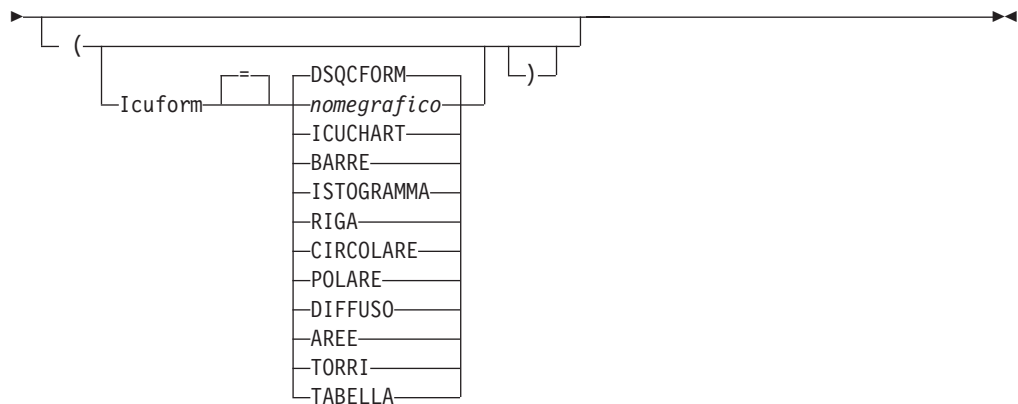 (
= DSQCFORM )
Icuform nomegrafico
ICUCHART
BARRE
ISTOGRAMMA
RIGA
CIRCOLARE
POLARE
DIFFUSO
AREE
TORRI
TABELLA